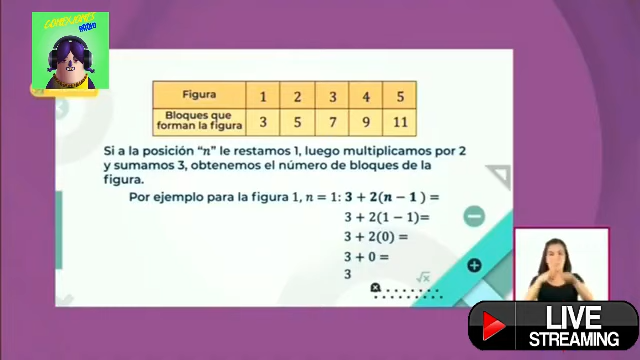 CONEXIONES
RADIO
Figura 1 2 3 4 5
Bloques que
forman la figura 3 5 7 9 11
Si a la posición “n” le restamos 1, luego multiplicamos por 2
y sumamos 3, obtenemos el número de bloques de la
figura.
Por ejemplo para la figura 1, n = 1: 3 + 2(n − 1 )=
3 + 2(1 − 1)=
3 + 2(0) =
3 + 0 =
3
√x
LIVE
STREAMING